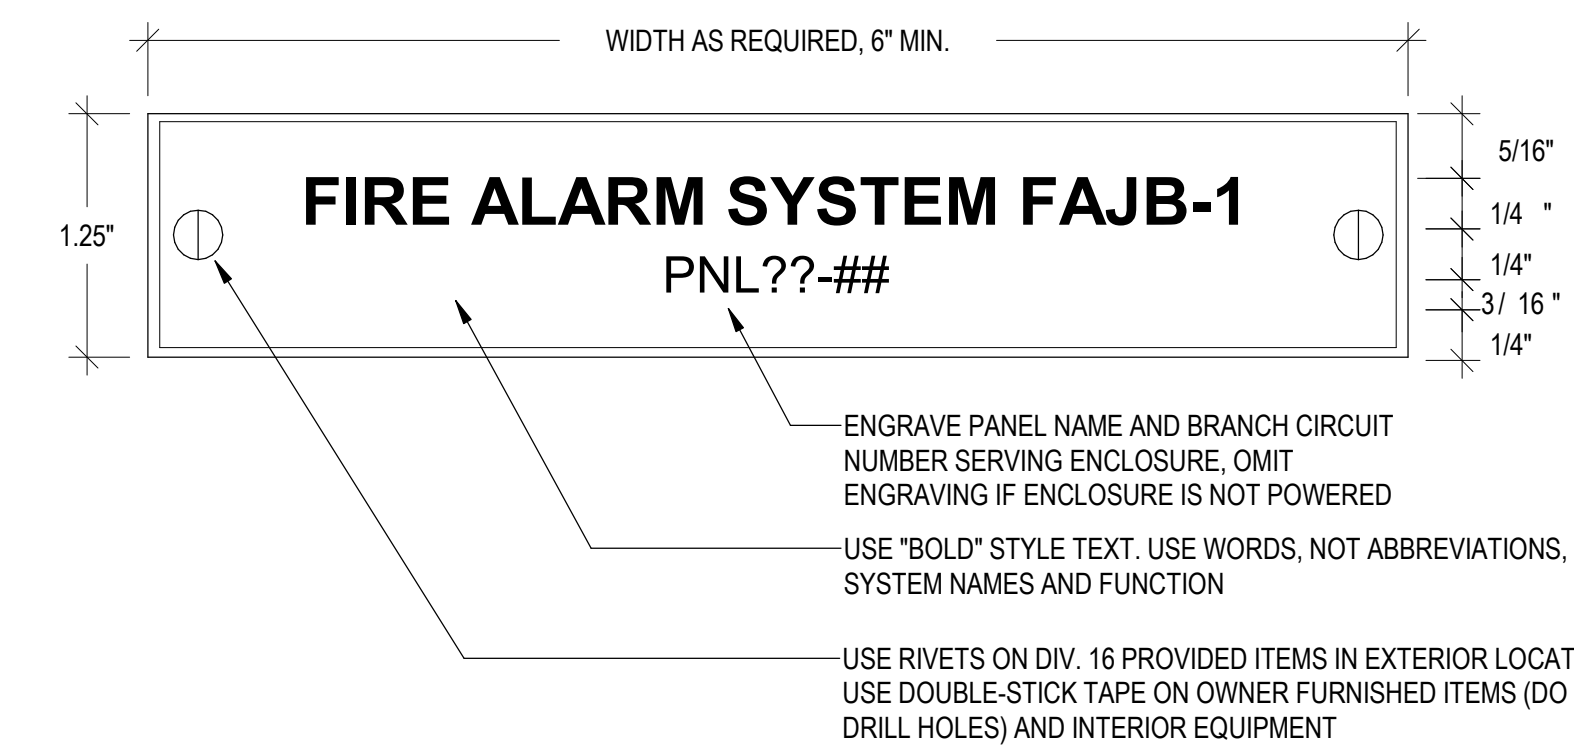 WIDTH AS REQUIRED, 6" MIN.
5/16"
FIRE ALARM SYSTEM FAJB-1
1/4 "
1.25"
PNL??-##
1/4"
3/ 16 "
1/4"
ENGRAVE PANEL NAME AND BRANCH CIRCUIT
NUMBER SERVING ENCLOSURE, OMIT
ENGRAVING IF ENCLOSURE IS NOT POWERED
USE "BOLD" STYLE TEXT. USE WORDS, NOT ABBREVIATIONS,
SYSTEM NAMES AND FUNCTION
USE RIVETS ON DIV. 16 PROVIDED ITEMS IN EXTERIOR LOCAT
USE DOUBLE-STICK TAPE ON OWNER FURNISHED ITEMS (DO
DRILL HOLES) AND INTERIOR EQUIPMENT